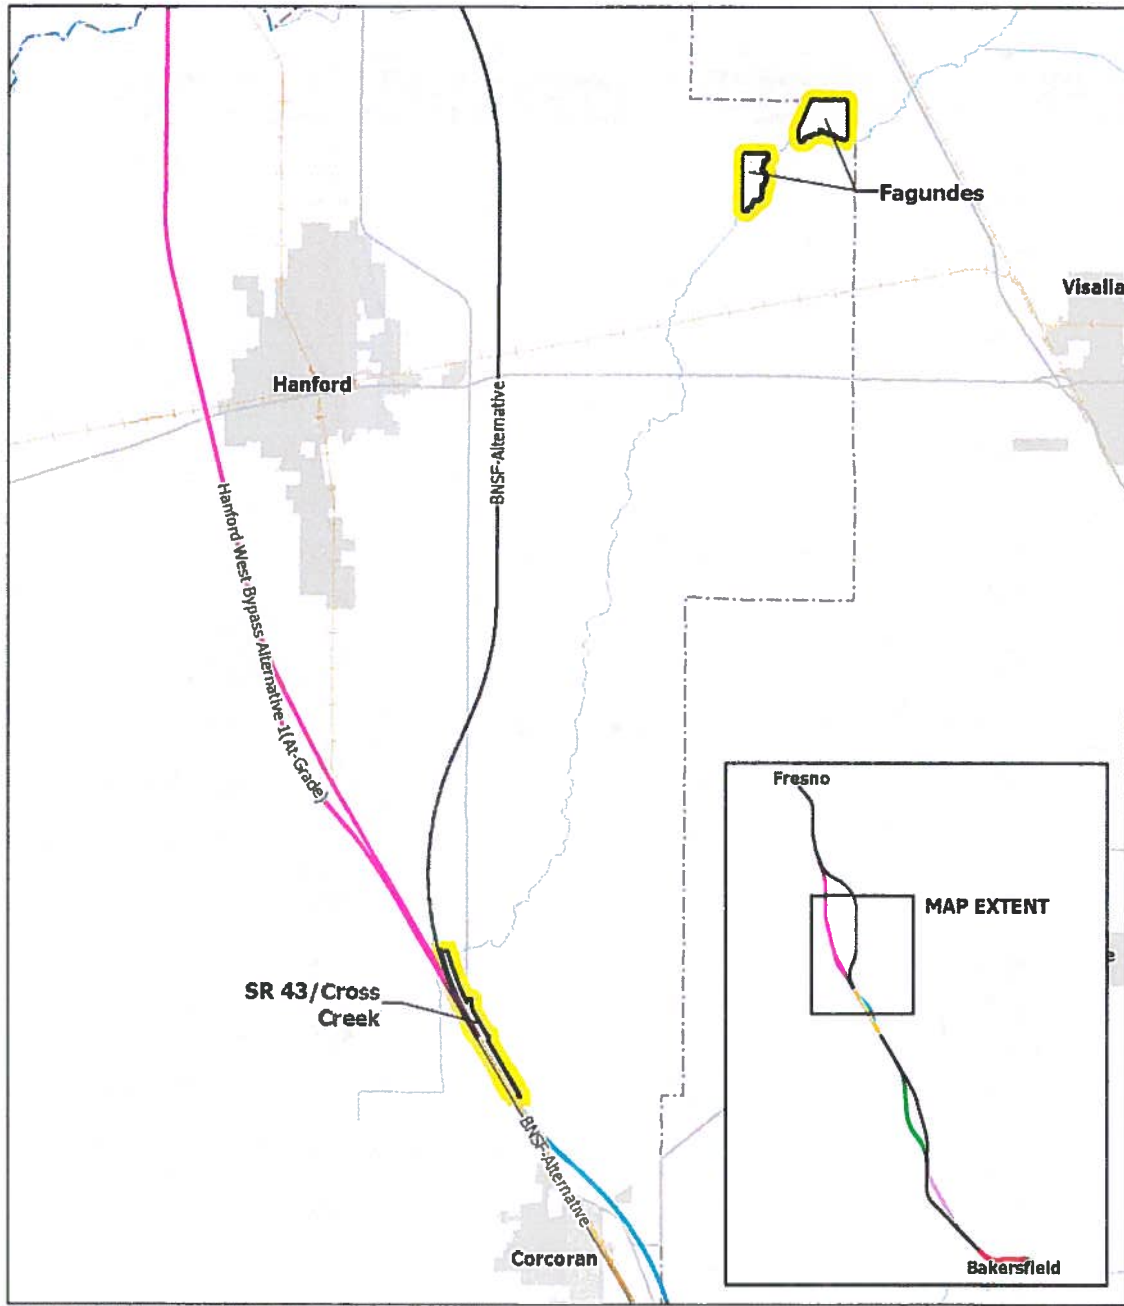 Fagundes
Visalia
Hanford
BNSF-Alternative
Hanford-West-Bypass-Alternative-1(At-Grade)
Fresno
MAP EXTENT
SR 43/Cross
Creek
BNSF-Alternative
Corcoran
Bakersfield